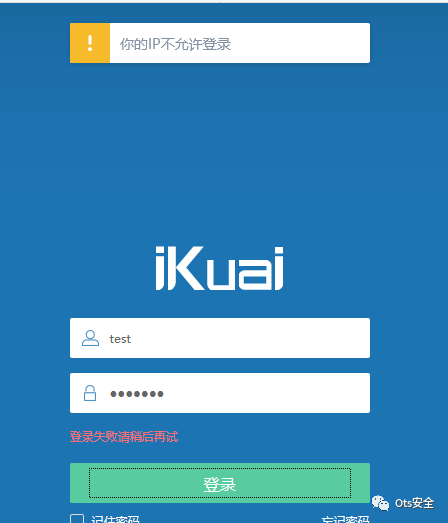 你的IP不允许登录
iKuai
test
登录失败请稍后再试
登录
Ots安全
记住密码
忘记密码